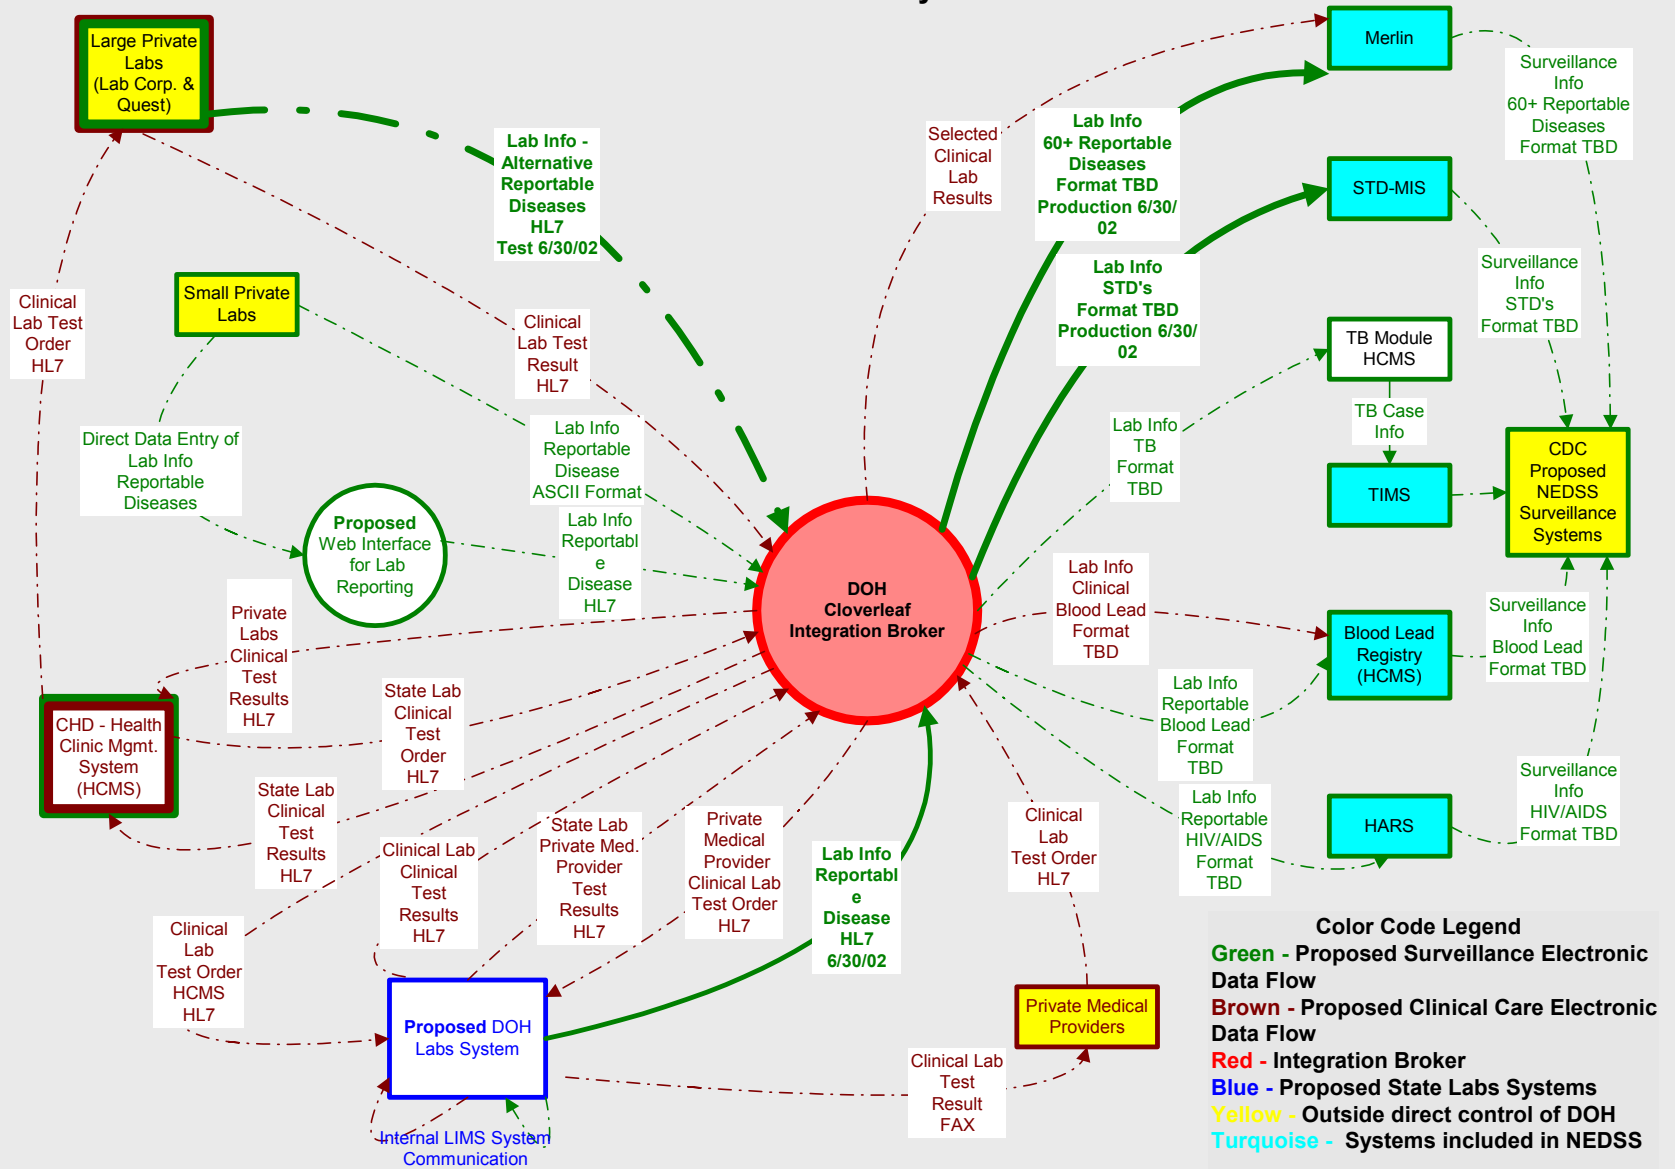 Large Private
Labs
(Lab Corp. &
Quest)
Merlin
Surveillance
Info
60+ Reportable
Diseases
Format TBD
Lab Info -
Alternative
Reportable
Diseases
HL7
Test 6/30/02
Selected
Clinical
Lab
Results
Lab Info
60+ Reportable
Diseases
Format TBD
Production 6/30/
02
STD-MIS
Surveillance
Info
STD's
Format TBD
Lab Info
STD's
Format TBD
Production 6/30/
02
Small Private
Labs
Clinical
Lab Test
Order
HL7
Clinical
Lab Test
Result
HL7
TB Module
HCMS
TB Case
Info
Lab Info
TB
Format
TBD
Direct Data Entry of
Lab Info
Reportable
Diseases
Lab Info
Reportable
Disease
ASCII Format
TIMS
CDC
Proposed
NEDSS
Surveillance
Systems
Proposed
Web Interface
for Lab
Reporting
Lab Info
Reportabl
e
Disease
HL7
DOH
Cloverleaf
Integration Broker
Lab Info
Clinical
Blood Lead
Format
TBD
Private
Labs
Clinical
Test
Results
HL7
Blood Lead
Registry
(HCMS)
Surveillance
Info
Blood Lead
Format TBD
State Lab
Clinical
Test
Order
HL7
Lab Info
Reportable
Blood Lead
Format
TBD
CHD - Health
Clinic Mgmt.
System
(HCMS)
State Lab
Clinical
Test
Results
HL7
Lab Info
Reportable
HIV/AIDS
Format
TBD
HARS
Surveillance
Info
HIV/AIDS
Format TBD
Clinical Lab
Clinical
Test
Results
HL7
State Lab
Private Med.
Provider
Test
Results
HL7
Private
Medical
Provider
Clinical Lab
Test Order
HL7
Lab Info
Reportabl
e
Disease
HL7
6/30/02
Clinical
Lab
Test Order
HL7
Clinical
Lab
Test Order
HCMS
HL7
Proposed DOH
Labs System
Private Medical
Providers
Clinical Lab
Test
Result
FAX
Internal LIMS System
Communication
Color Code Legend
Green - Proposed Surveillance Electronic
Data Flow
Brown - Proposed Clinical Care Electronic
Data Flow
Red - Integration Broker
Blue - Proposed State Labs Systems
Yellow - Outside direct control of DOH
Turquoise - Systems included in NEDSS